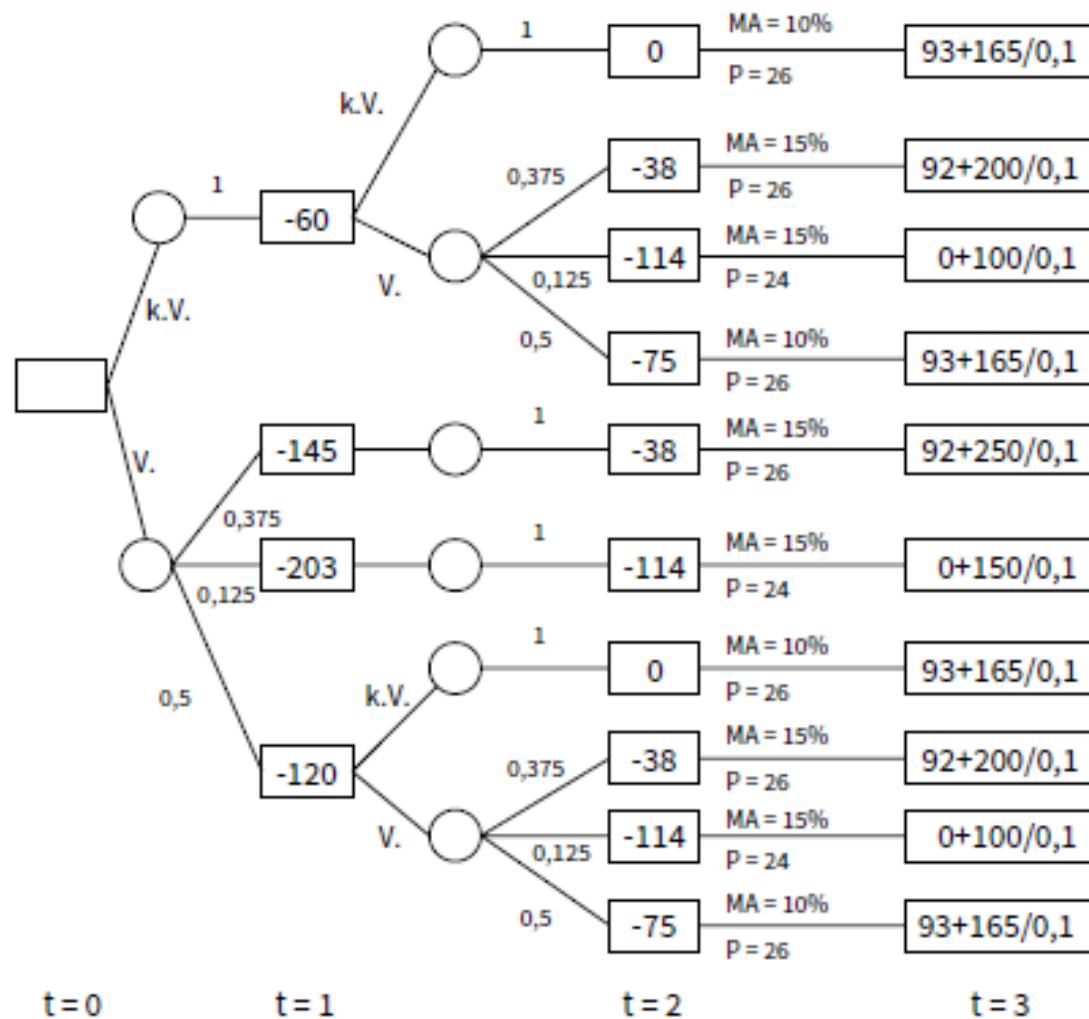 1
0
MA = 10%
P = 26
93+165/0,1
k.V.
0,375
-38
MA = 15%
P = 26
92+200/0,1
1
-60
V.
0,125
-114
MA = 15%
P = 24
0+100/0,1
k.V.
0,5
-75
MA = 10%
P = 26
93+165/0,1
V.
0,375
-145
1
-38
MA = 15%
P = 26
92+250/0,1
0,125
-203
1
-114
MA = 15%
P = 24
0+150/0,1
0,5
-120
k.V.
1
0
MA = 10%
P = 26
93+165/0,1
V.
0,375
-38
MA = 15%
P = 26
92+200/0,1
0,125
-114
MA = 15%
P = 24
0+100/0,1
0,5
-75
MA = 10%
P = 26
93+165/0,1
t = 0 t = 1 t = 2 t = 3